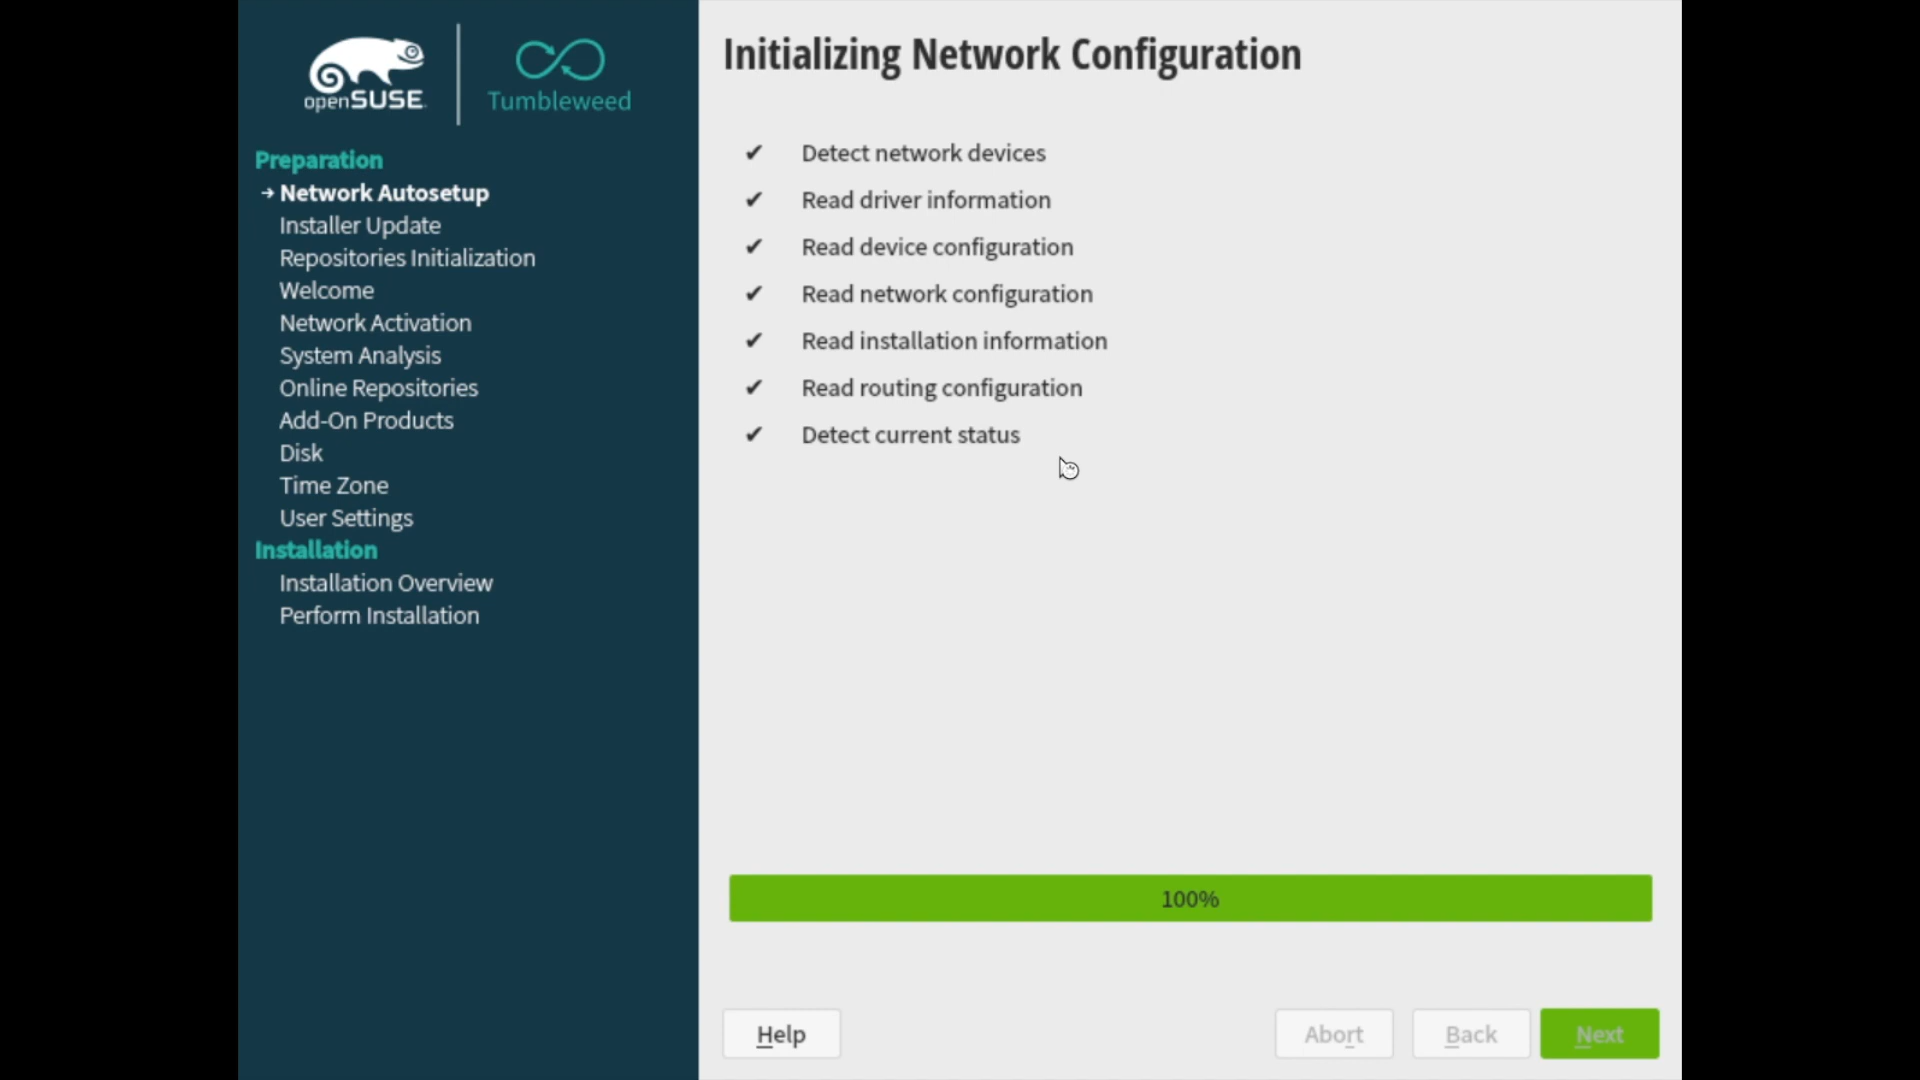 openSUSE
Tumbleweed
Preparation
Network Autosetup
Installer Update
Repositories Initialization
Welcome
Network Activation
System Analysis
Online Repositories
Add-On Products
Disk
Time Zone
User Settings
Installation
Installation Overview
Perform Installation
Initializing Network Configuration
✔ Detect network devices
✔ Read driver information
✔ Read device configuration
✔ Read network configuration
✔ Read installation information
✔ Read routing configuration
✔ Detect current status
100%
Help
Abort
Back
Next